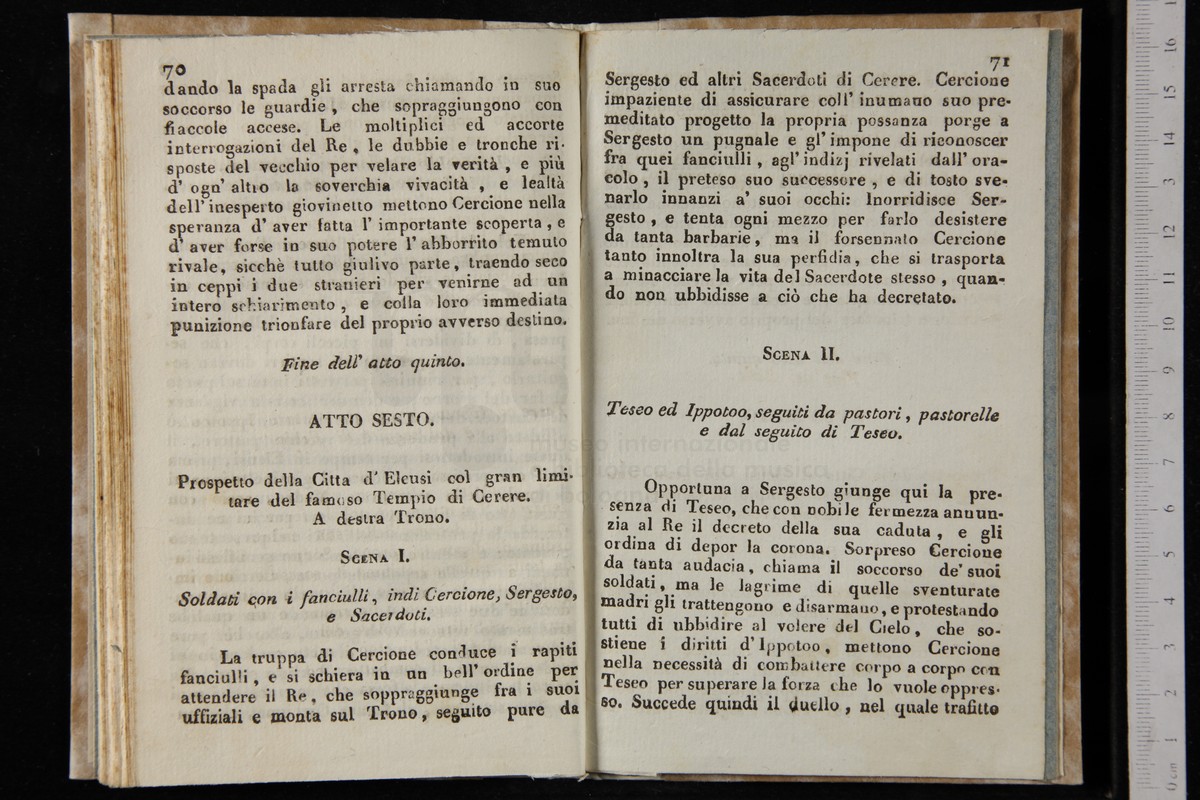 70
dando la spada gli arresta chiamando in suo
soccorso le guardie, che sopraggiungono con
fiaccole accese. Le moltiplici ed accorte
interrogazioni del Re, le dubbie e tronche ri-
sposte del vecchio per velare la verità, e più
d' ogn' altro la soverchia vivacità, e lealtà
dell' inesperto giovinetto mettono Cercione nella
speranza d' aver fatta l' importante scoperta, e
d' aver forse in suo potere l' abborrito temuto
rivale, sicchè tutto giulivo parte, traendo seco
in ceppi i due stranieri per venirne ad un
intero schiarimento, e colla loro immediata
punizione trionfare del proprio avverso destino.
Fine dell' atto quinto.
ATTO SESTO.
Prospetto della Citta d' Eleusi col gran limi-
tare del famoso Tempio di Cerere.
A destra Trono.
SCENA I.
Soldati con i fanciulli, indi Cercione, Sergesto,
e Sacerdoti.
La truppa di Cercione conduce i rapiti
fanciulli, e si schiera in un bell' ordine per
attendere il Re, che soppraggiunge fra i suoi
uffiziali e monta sul Trono, seguito pure da
71
Sergesto ed altri Sacerdoti di Cerere. Cercione
impaziente di assicurare coll' inumano suo pre-
meditato progetto la propria possanza porge a
Sergesto un pugnale e gl' impone di riconoscer
fra quei fanciulli, agl' indizj rivelati dall' ora-
colo, il preteso suo successore, e di tosto sve-
narlo innanzi a' suoi occhi: Inorridisce Ser-
gesto, e tenta ogni mezzo per farlo desistere
da tanta barbarie, ma il forsennato Cercione
tanto innoltra la sua perfidia, che si trasporta
a minacciare la vita del Sacerdote stesso, quan-
do non ubbidisse a ciò che ha decretato.
SCENA II.
Teseo ed Ippotoo, seguiti da pastori, pastorelle
e dal seguito di Teseo.
Opportuna a Sergesto giunge qui la pre-
senza di Teseo, che con nobile fermezza annun-
zia al Re il decreto della sua caduta, e gli
ordina di depor la corona. Sorpreso Cercione
da tanta audacia, chiama il soccorso de' suoi
soldati, ma le lagrime di quelle sventurate
madri gli trattengono e disarmano, e protestando
tutti di ubbidire al volere del Cielo, che so-
stiene i diritti d' Ippotoo, mettono Cercione
nella necessità di combattere corpo a corpo con
Teseo per superare la forza che lo vuole oppres-
so. Succede quindi il duello, nel quale trafitto